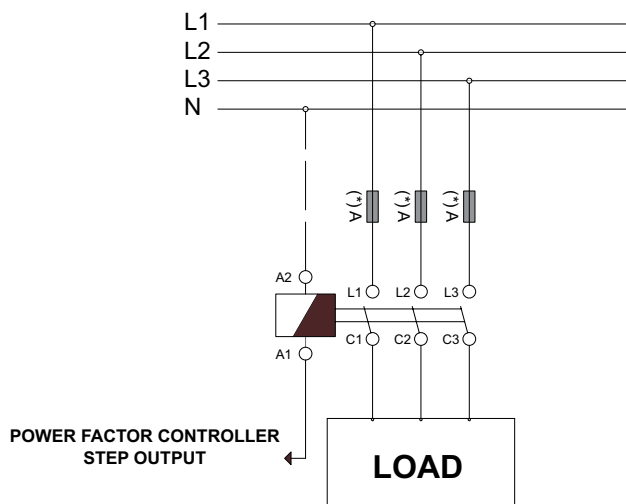 L1
L2
L3
N
(*) A
(*) A
(*) A
A2
L1
L2
L3
A1
C1
C2
C3
POWER FACTOR CONTROLLER
STEP OUTPUT
LOAD